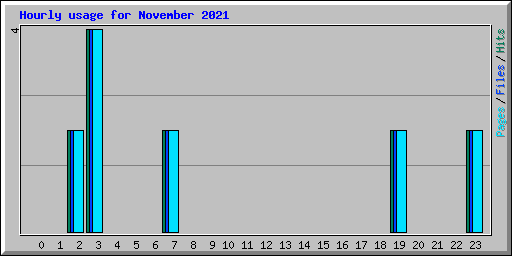 Hourly usage for November 2021
4
Pages/Files/Hits
0 1 2 3 4 5 6 7 8 9 10 11 12 13 14 15 16 17 18 19 20 21 22 23